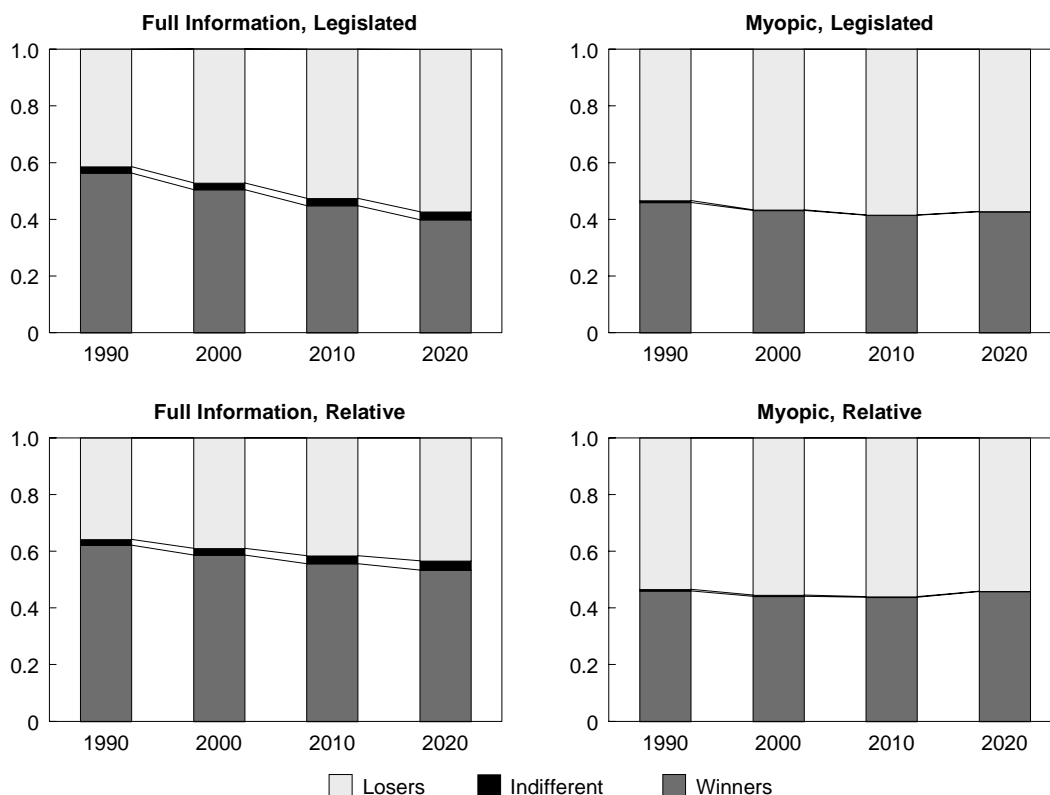 Full Information, Legislated
1.0
0.8
0.6
0.4
0.2
0
1990 2000 2010 2020
Myopic, Legislated
1.0
0.8
0.6
0.4
0.2
0
1990 2000 2010 2020
Full Information, Relative
1.0
0.8
0.6
0.4
0.2
0
1990 2000 2010 2020
Myopic, Relative
1.0
0.8
0.6
0.4
0.2
0
1990 2000 2010 2020
Losers Indifferent Winners